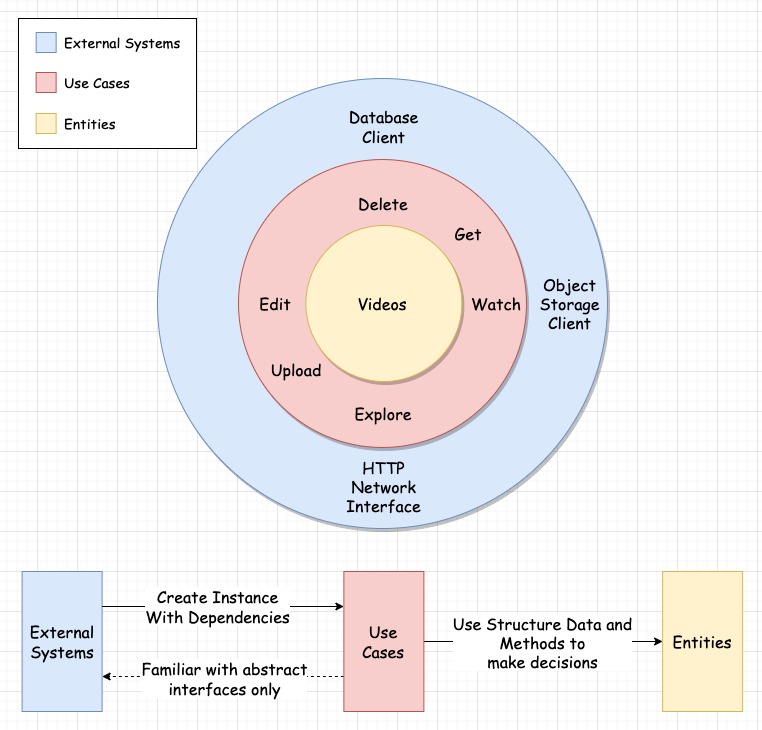 External Systems
Use Cases
Entities
Database
Client
Delete
Get
Edit
Videos
Watch
Object
Storage
Client
Upload
Explore
HTTP
Network
Interface
External
Systems
Create Instance
With Dependencies
Familiar with abstract
interfaces only
Use
Cases
Use Structure Data and
Methods to
make decisions
Entities